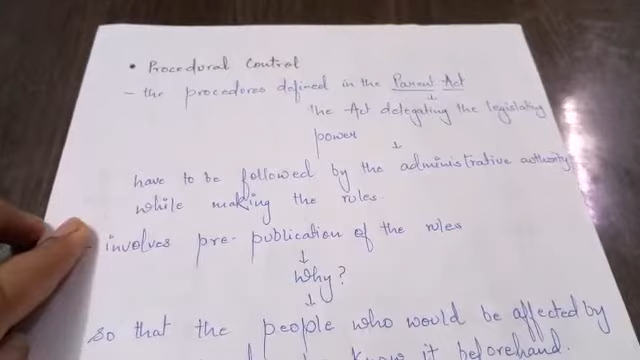 • Procedural Control
- the procedures defined in the Parent Act
↓
the Act delegating the legislating
power
↓
have to be followed by the administrative authority
while making the rules.
- involves pre-publication of the rules
↓
Why?
↓
so that the people who would be affected by
know it beforehand.